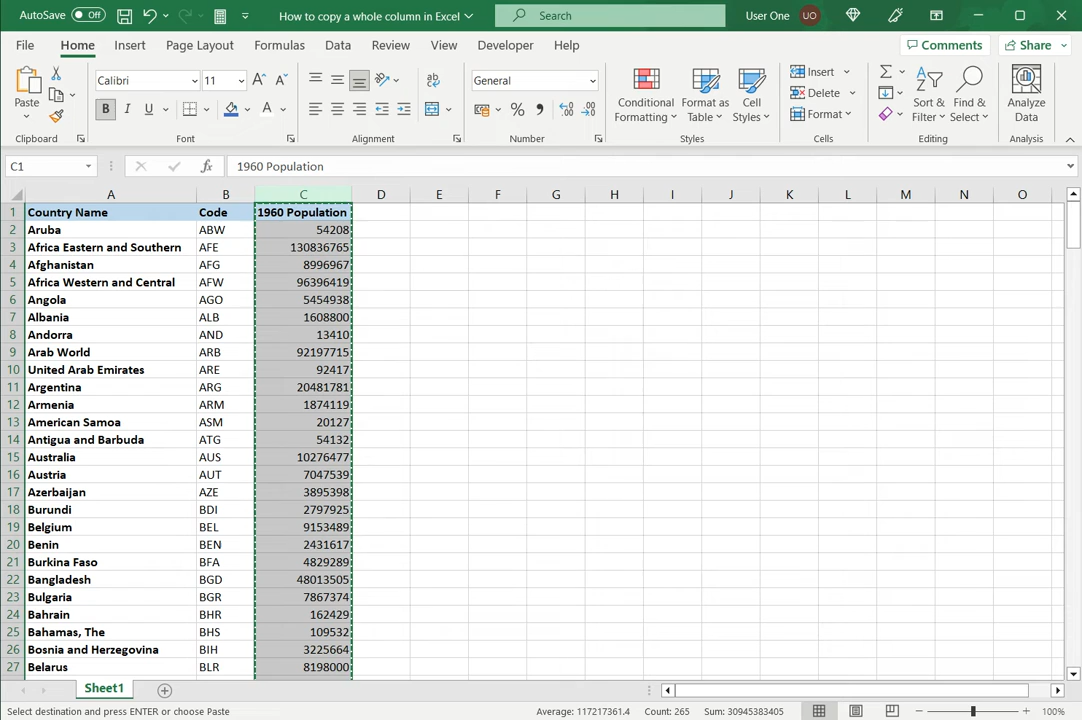 AutoSave Off How to copy a whole column in Excel Search User One UO
File Home Insert Page Layout Formulas Data Review View Developer Help Comments Share
Paste Calibri 11 A A General Conditional Formatting Format as Table Cell Styles Insert Delete Format Sort & Filter Find & Select Analyze Data
B I U A % 9
Clipboard Font Alignment Number Styles Cells Editing Analysis
C1 fx 1960 Population
A B C D E F G H I J K L M N O
1 Country Name Code 1960 Population
2 Aruba ABW 54208
3 Africa Eastern and Southern AFE 130836765
4 Afghanistan AFG 8996967
5 Africa Western and Central AFW 96396419
6 Angola AGO 5454938
7 Albania ALB 1608800
8 Andorra AND 13410
9 Arab World ARB 92197715
10 United Arab Emirates ARE 92417
11 Argentina ARG 20481781
12 Armenia ARM 1874119
13 American Samoa ASM 20127
14 Antigua and Barbuda ATG 54132
15 Australia AUS 10276477
16 Austria AUT 7047539
17 Azerbaijan AZE 3895398
18 Burundi BDI 2797925
19 Belgium BEL 9153489
20 Benin BEN 2431617
21 Burkina Faso BFA 4829289
22 Bangladesh BGD 48013505
23 Bulgaria BGR 7867374
24 Bahrain BHR 162429
25 Bahamas, The BHS 109532
26 Bosnia and Herzegovina BIH 3225664
27 Belarus BLR 8198000
Sheet1
Select destination and press ENTER or choose Paste Average: 117217361.4 Count: 265 Sum: 30945383405 100%